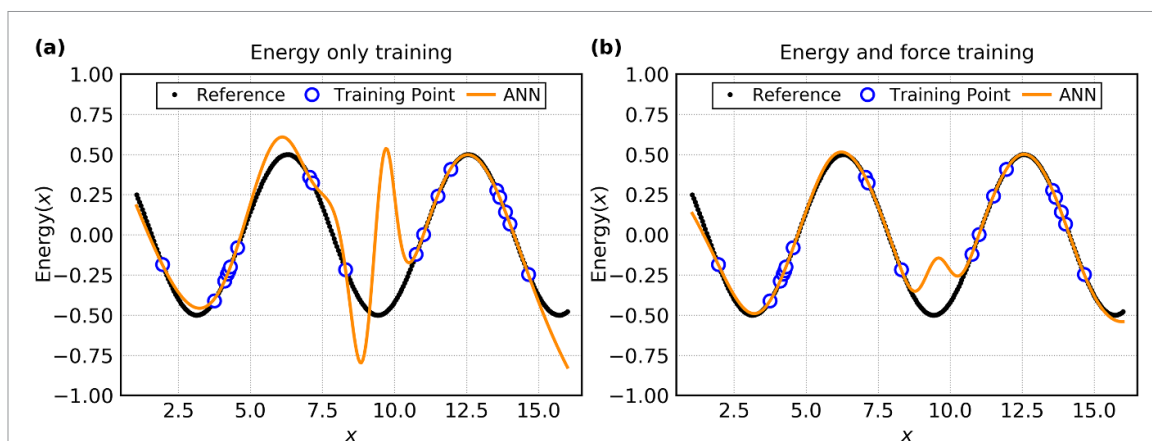 (a) Energy only training
Reference Training Point ANN
1.00
0.75
0.50
0.25
0.00
−0.25
−0.50
−0.75
−1.00
Energy(x)
2.5 5.0 7.5 10.0 12.5 15.0
x
(b) Energy and force training
Reference Training Point ANN
1.00
0.75
0.50
0.25
0.00
−0.25
−0.50
−0.75
−1.00
Energy(x)
2.5 5.0 7.5 10.0 12.5 15.0
x